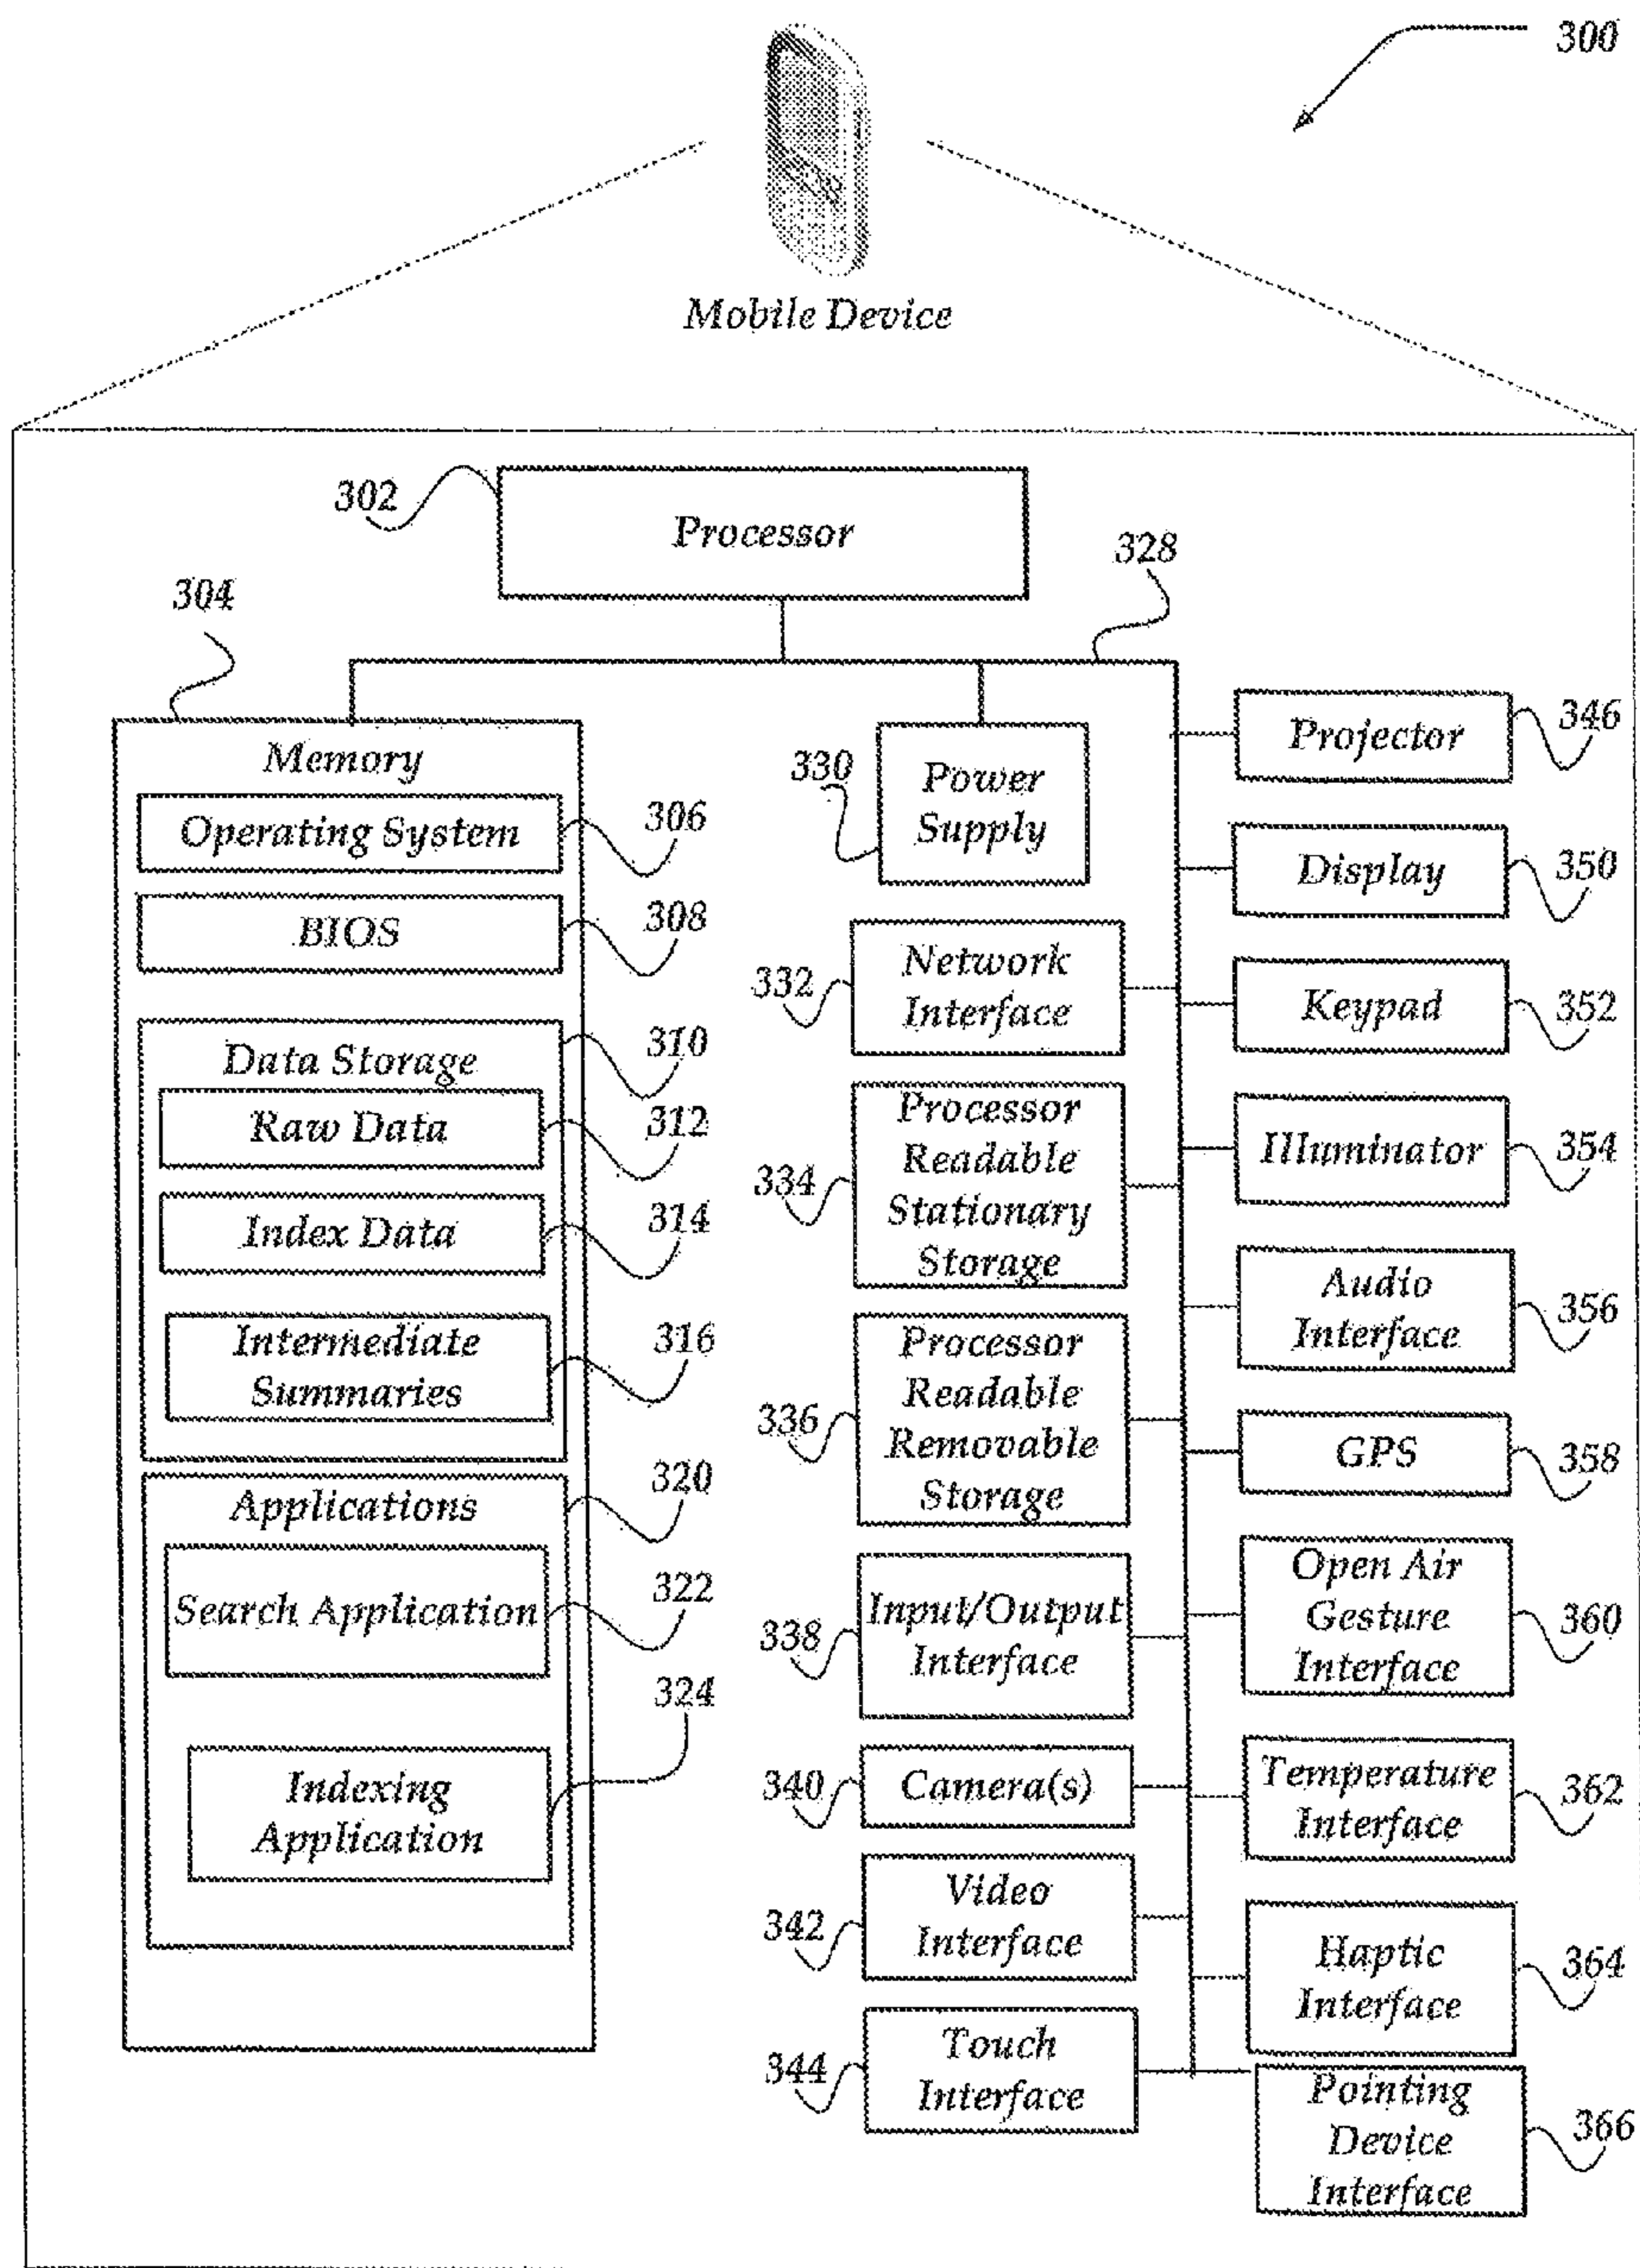 300
Mobile Device
302
Processor
328
304
Memory
Operating System
306
BIOS
308
Data Storage
310
Raw Data
312
Index Data
314
Intermediate
Summaries
316
Applications
320
Search Application
322
324
Indexing
Application
330
Power
Supply
332
Network
Interface
334
Processor
Readable
Stationary
Storage
336
Processor
Readable
Removable
Storage
338
Input/Output
Interface
340
Camera(s)
342
Video
Interface
344
Touch
Interface
Projector
346
Display
350
Keypad
352
Illuminator
354
Audio
Interface
356
GPS
358
Open Air
Gesture
Interface
360
Temperature
Interface
362
Haptic
Interface
364
Pointing
Device
Interface
366